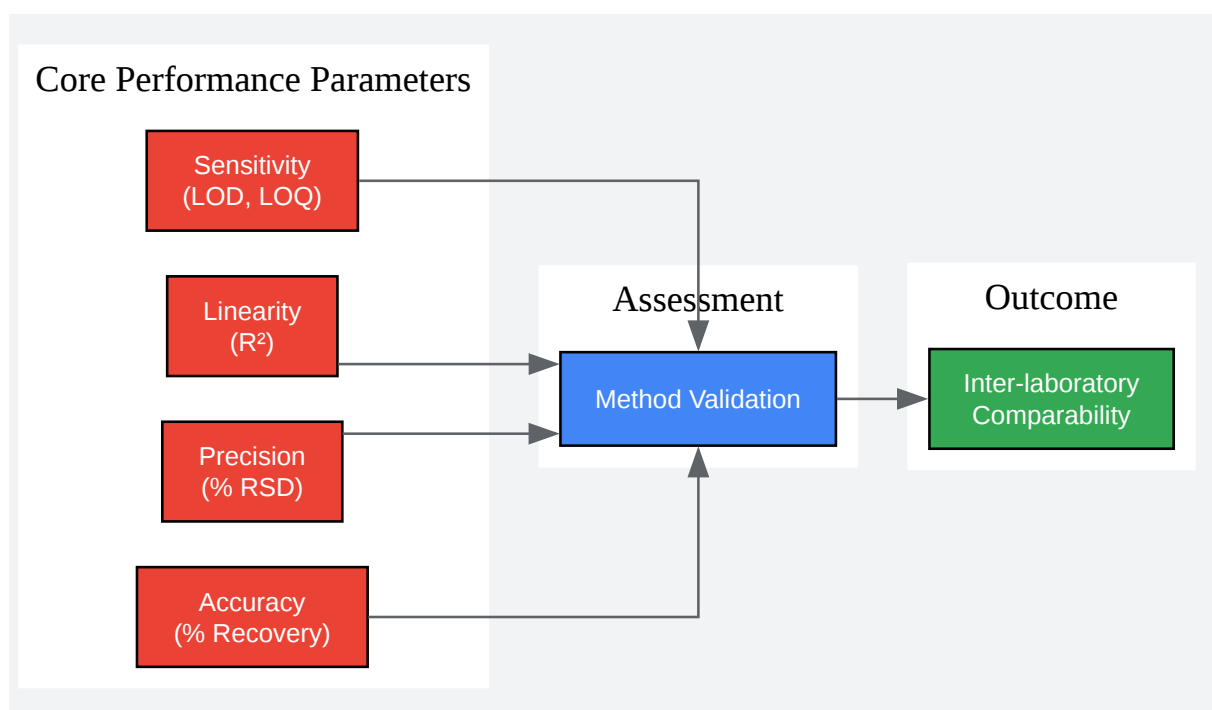 Core Performance Parameters
Sensitivity
(LOD, LOQ)
Linearity
(R²)
Precision
(% RSD)
Accuracy
(% Recovery)
Assessment
Method Validation
Outcome
Inter-laboratory
Comparability